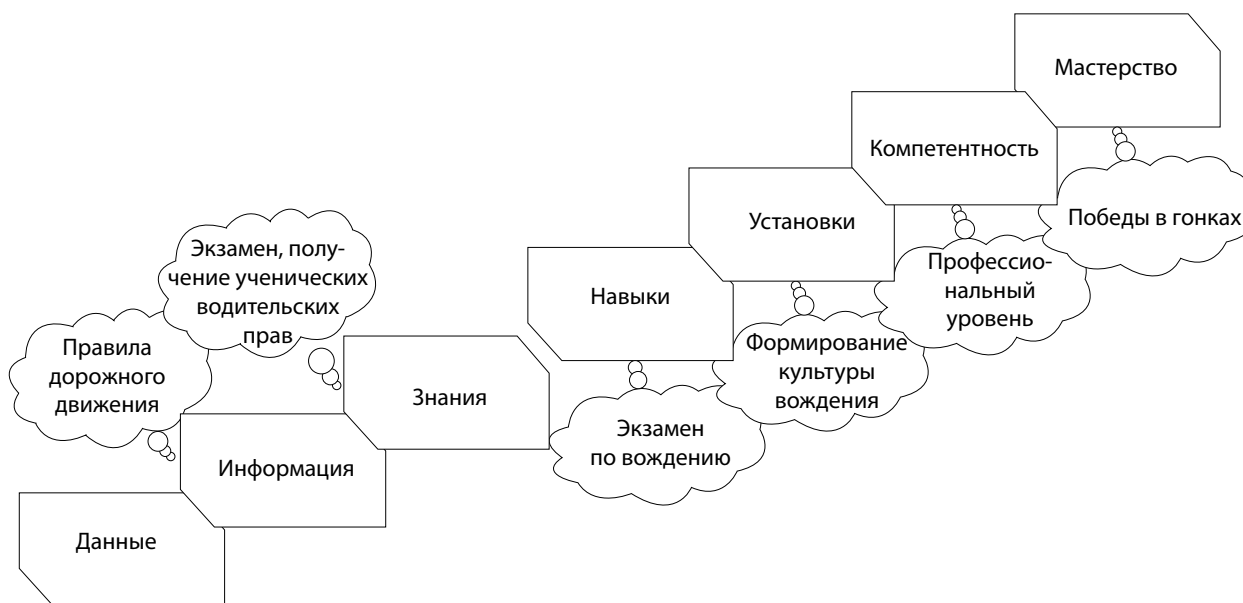 Мастерство
Компетентность
Победы в гонках
Установки
Экзамен, полу-
чение ученических
водительских
прав
Профессио-
нальный
уровень
Навыки
Правила
дорожного
движения
Формирование
культуры
вождения
Знания
Экзамен
по вождению
Информация
Данные